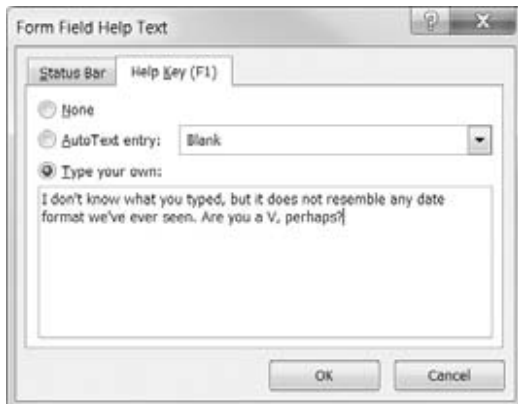 Form Field Help Text
Status Bar Help Key (F1)
None
AutoText entry: Blank
Type your own:
I don't know what you typed, but it does not resemble any date
format we've ever seen. Are you a V, perhaps?
OK Cancel